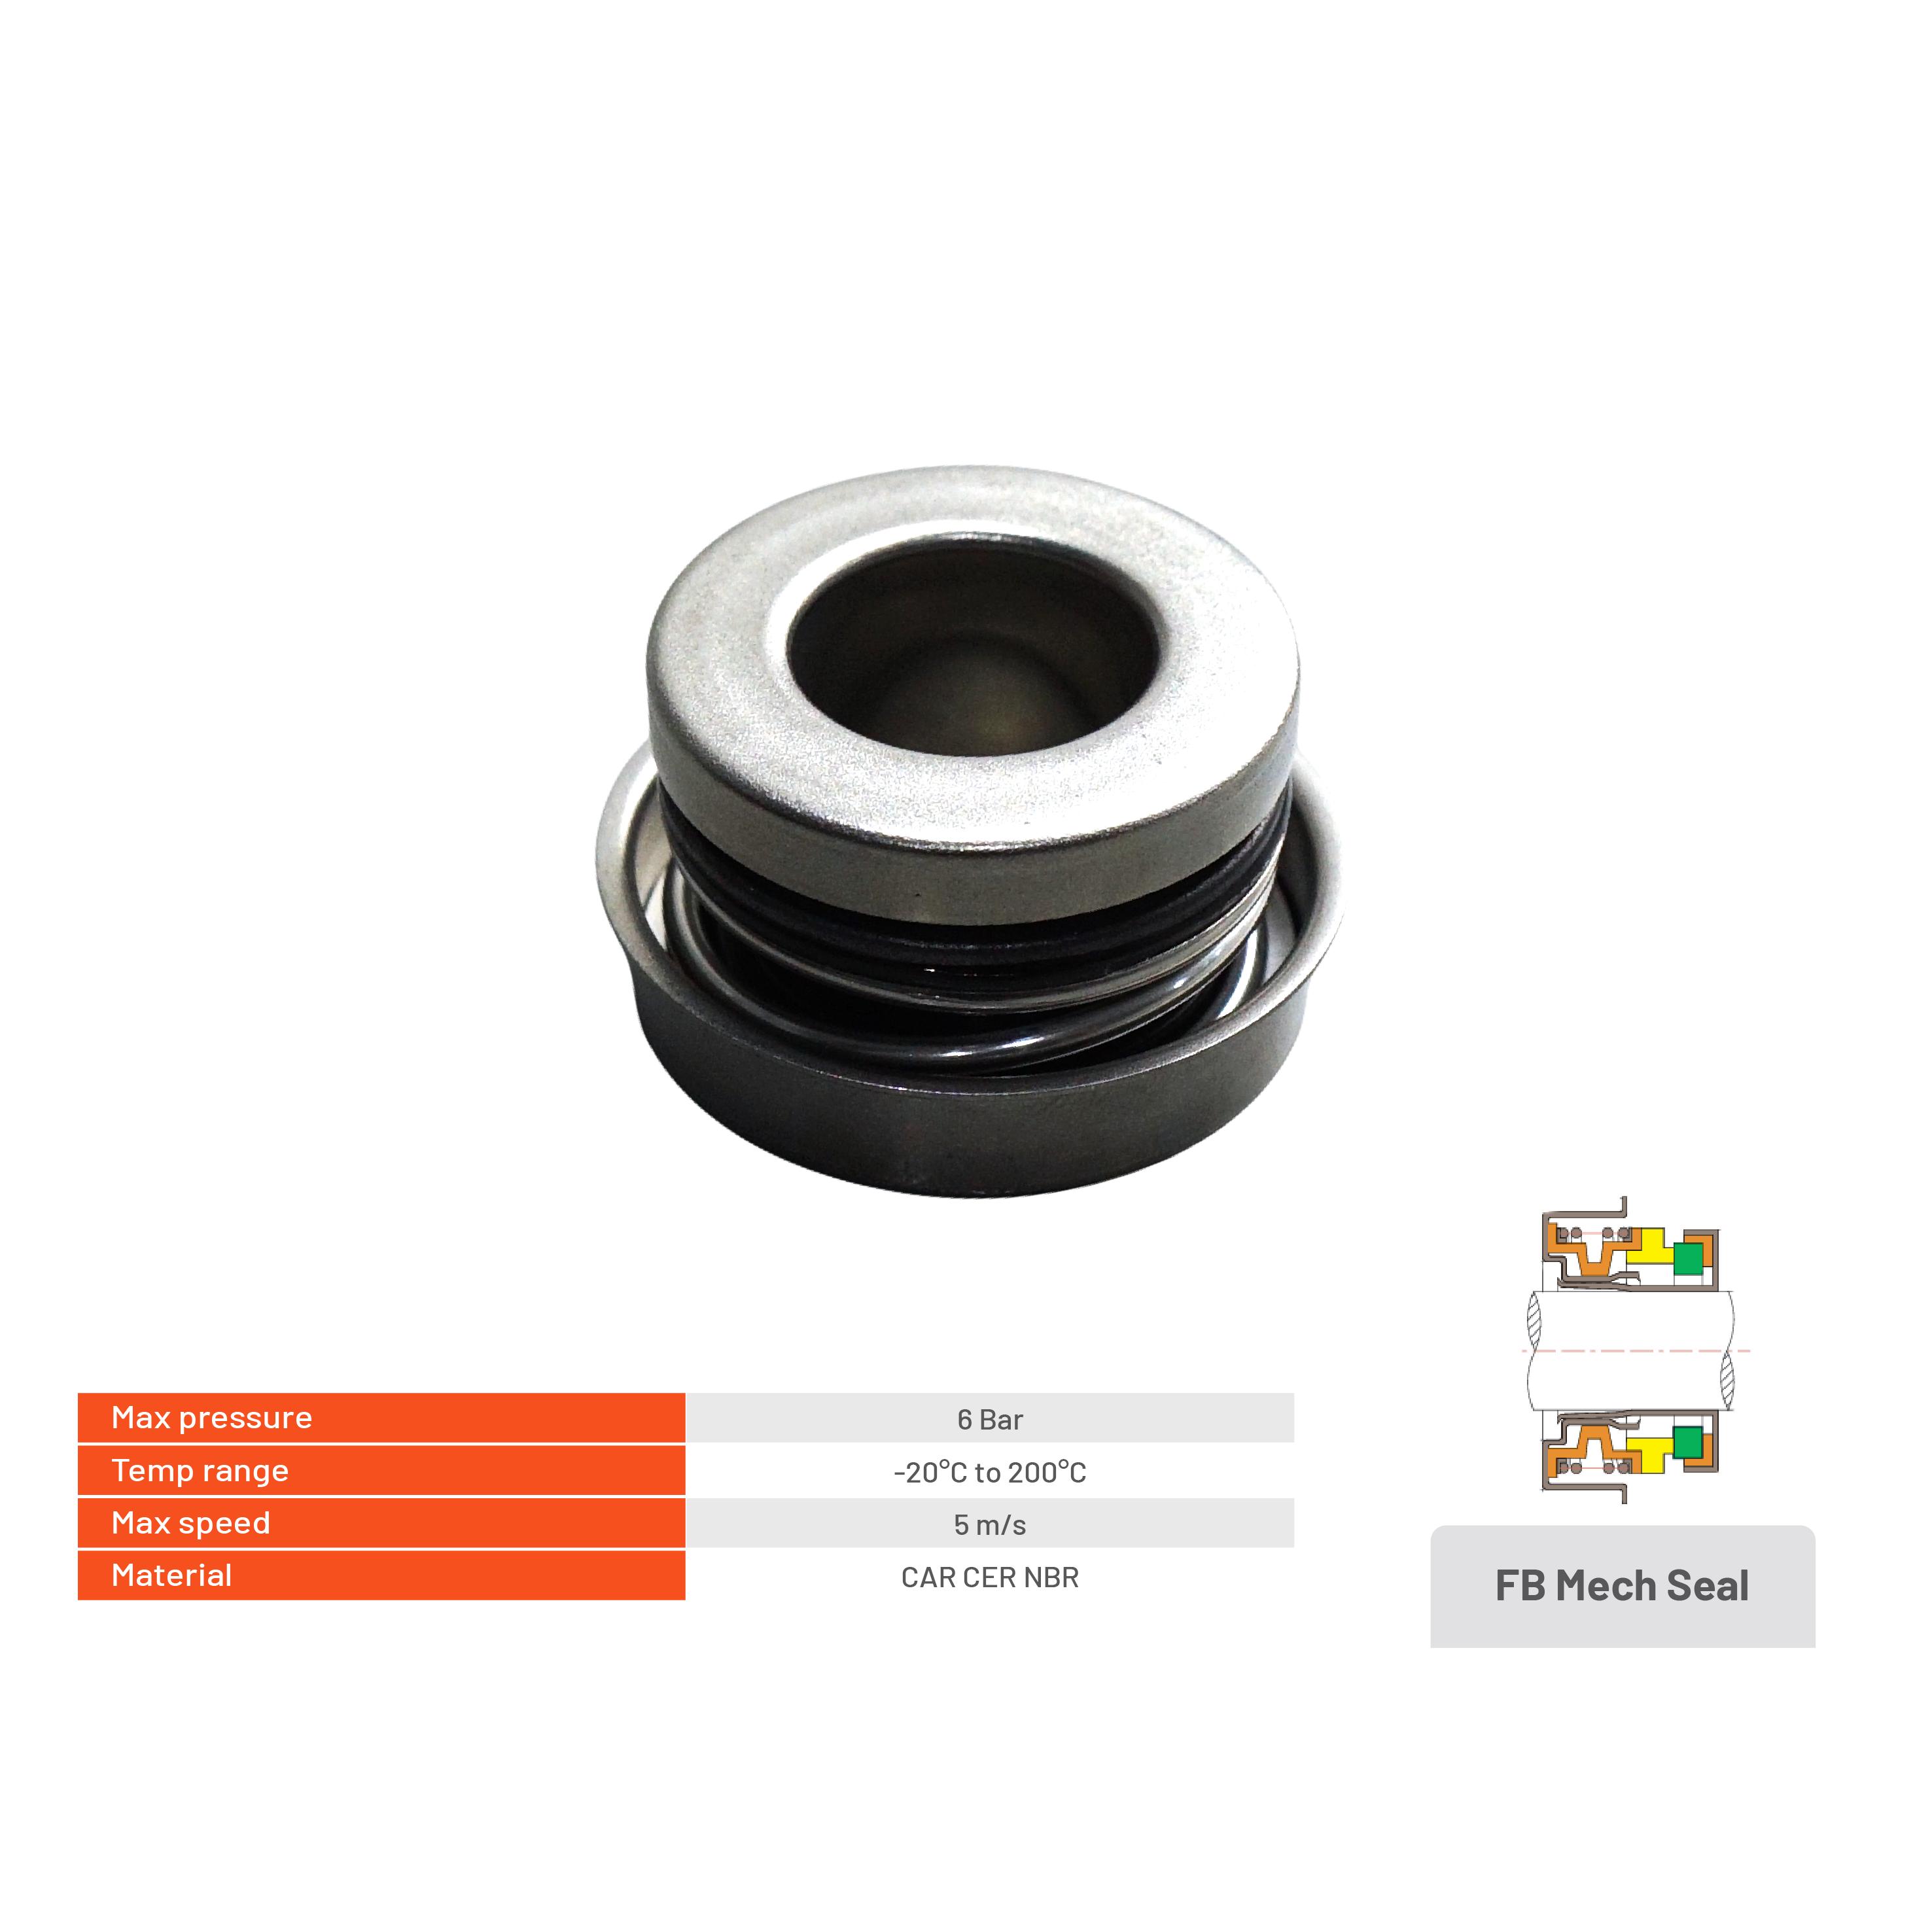 Max pressure 6 Bar
Temp range -20°C to 200°C
Max speed 5 m/s
Material CAR CER NBR
FB Mech Seal